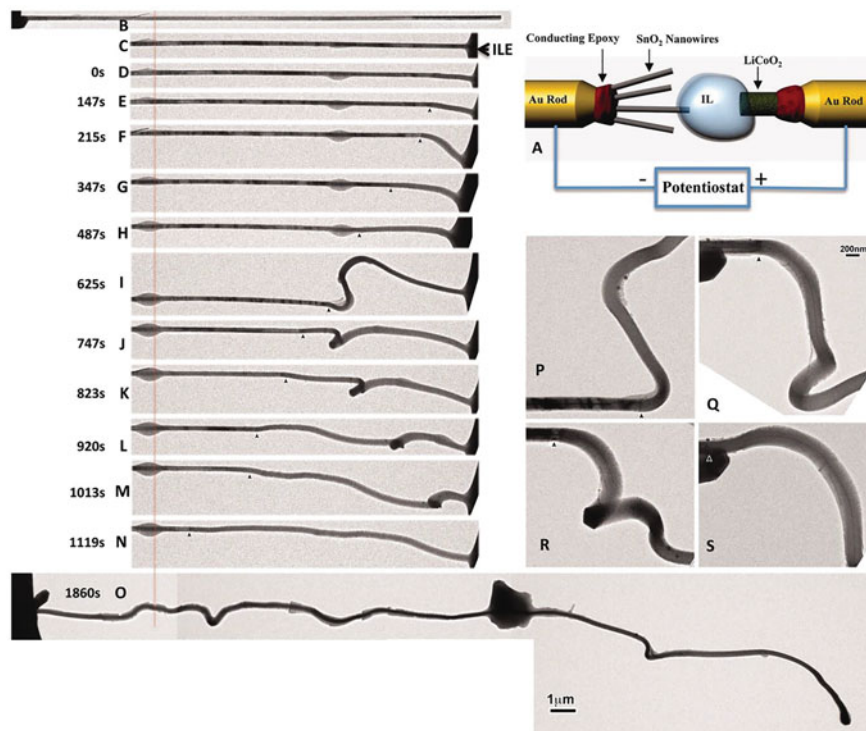 B
C
ILE
0s D
147s E
215s F
347s G
487s H
625s I
747s J
823s K
920s L
1013s M
1119s N
1860s O
1μm
Conducting Epoxy
SnO2 Nanowires
LiCoO2
Au Rod
IL
Au Rod
A
- Potentiostat +
P
200nm
Q
R
S